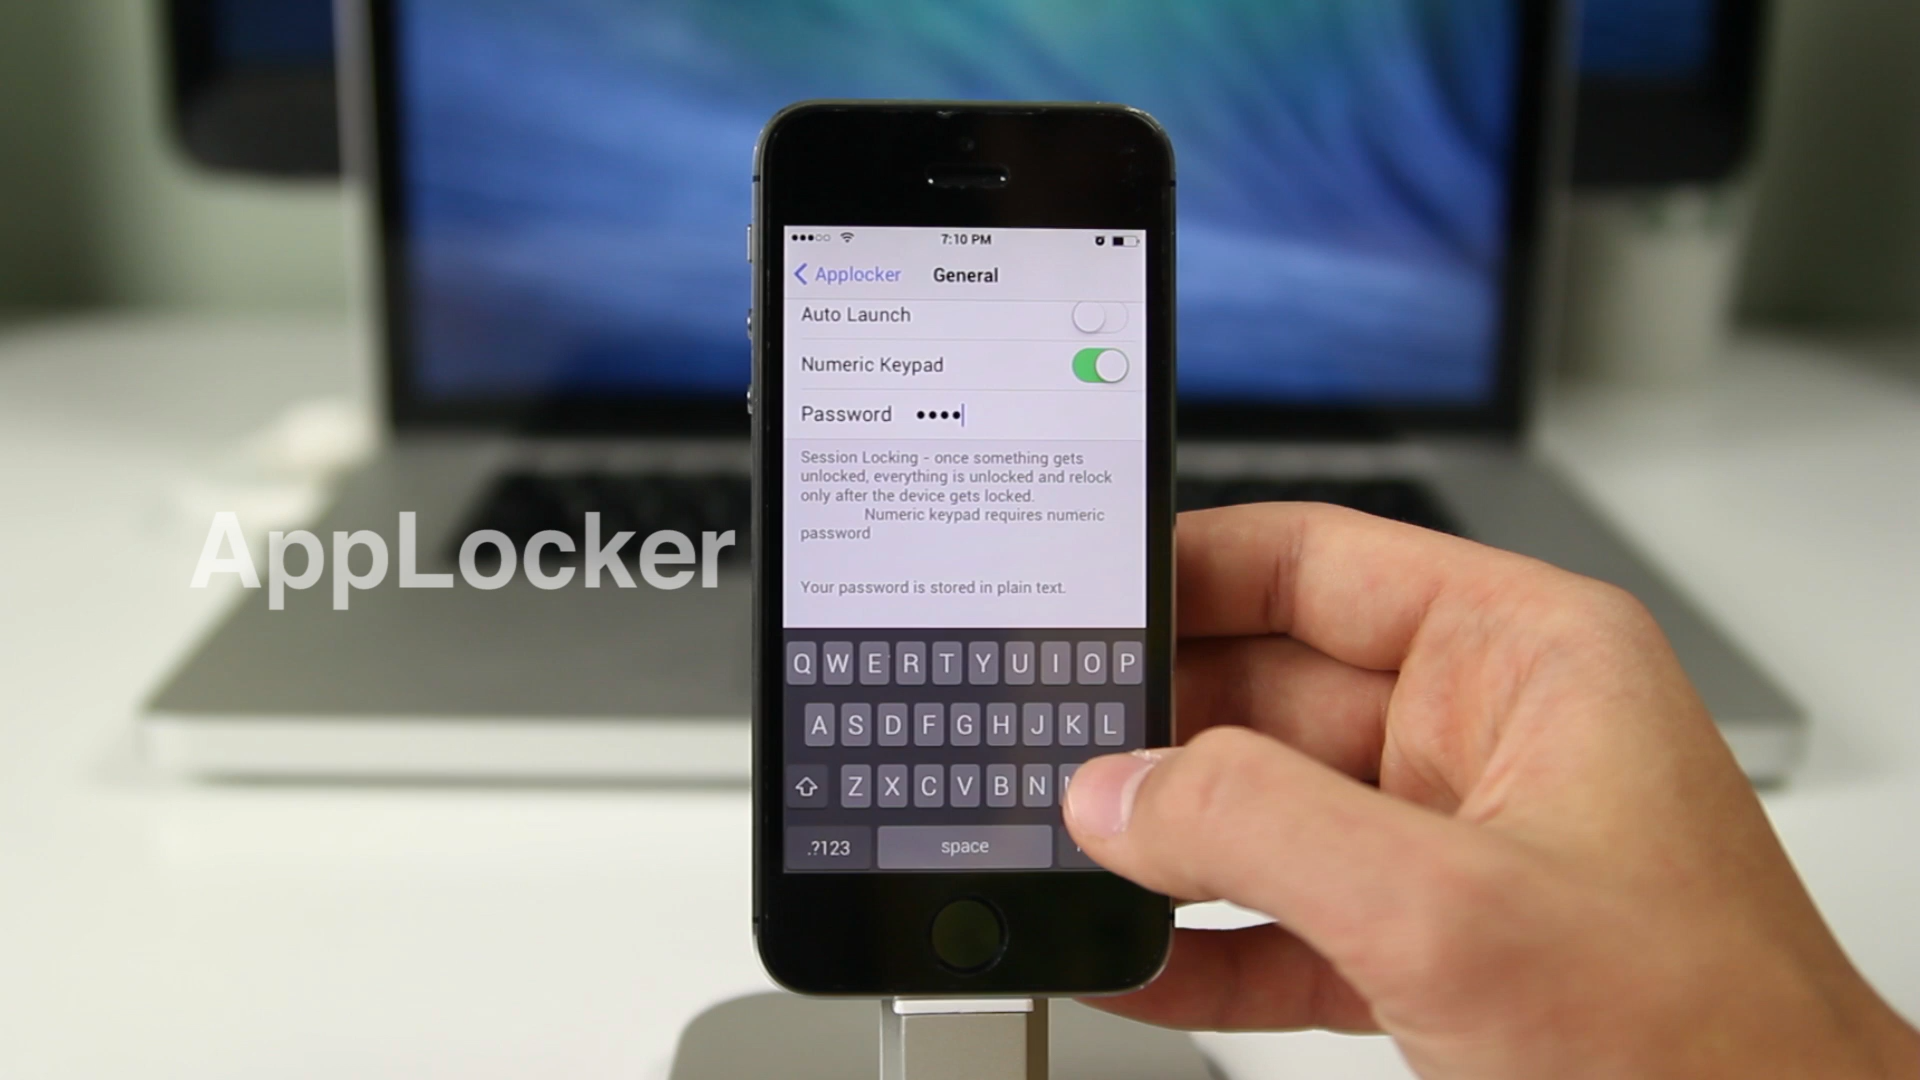 7:10 PM
Applocker General
Auto Launch
Numeric Keypad
Password ••••
Session Locking - once something gets
unlocked, everything is unlocked and relock
only after the device gets locked.
Numeric keypad requires numeric
password
Your password is stored in plain text.
AppLocker
Q W E R T Y U I O P
A S D F G H J K L
Z X C V B N
.?123 space